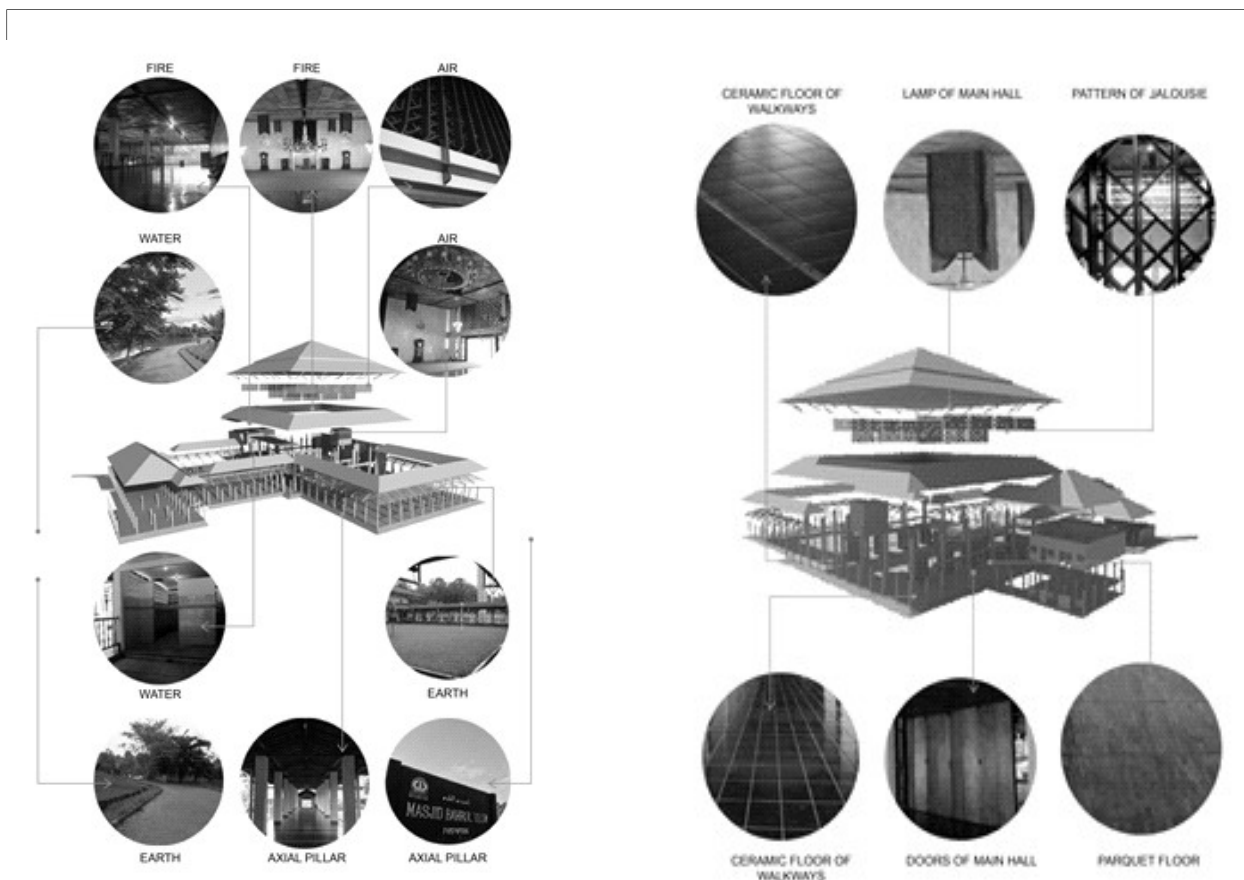 FIRE
FIRE
AIR
WATER
AIR
WATER
EARTH
EARTH
AXIAL PILLAR
AXIAL PILLAR
MASJID BAHRUL
CERAMIC FLOOR OF
WALKWAYS
LAMP OF MAIN HALL
PATTERN OF JALOUSIE
CERAMIC FLOOR OF
WALKWAYS
DOORS OF MAIN HALL
PARQUET FLOOR